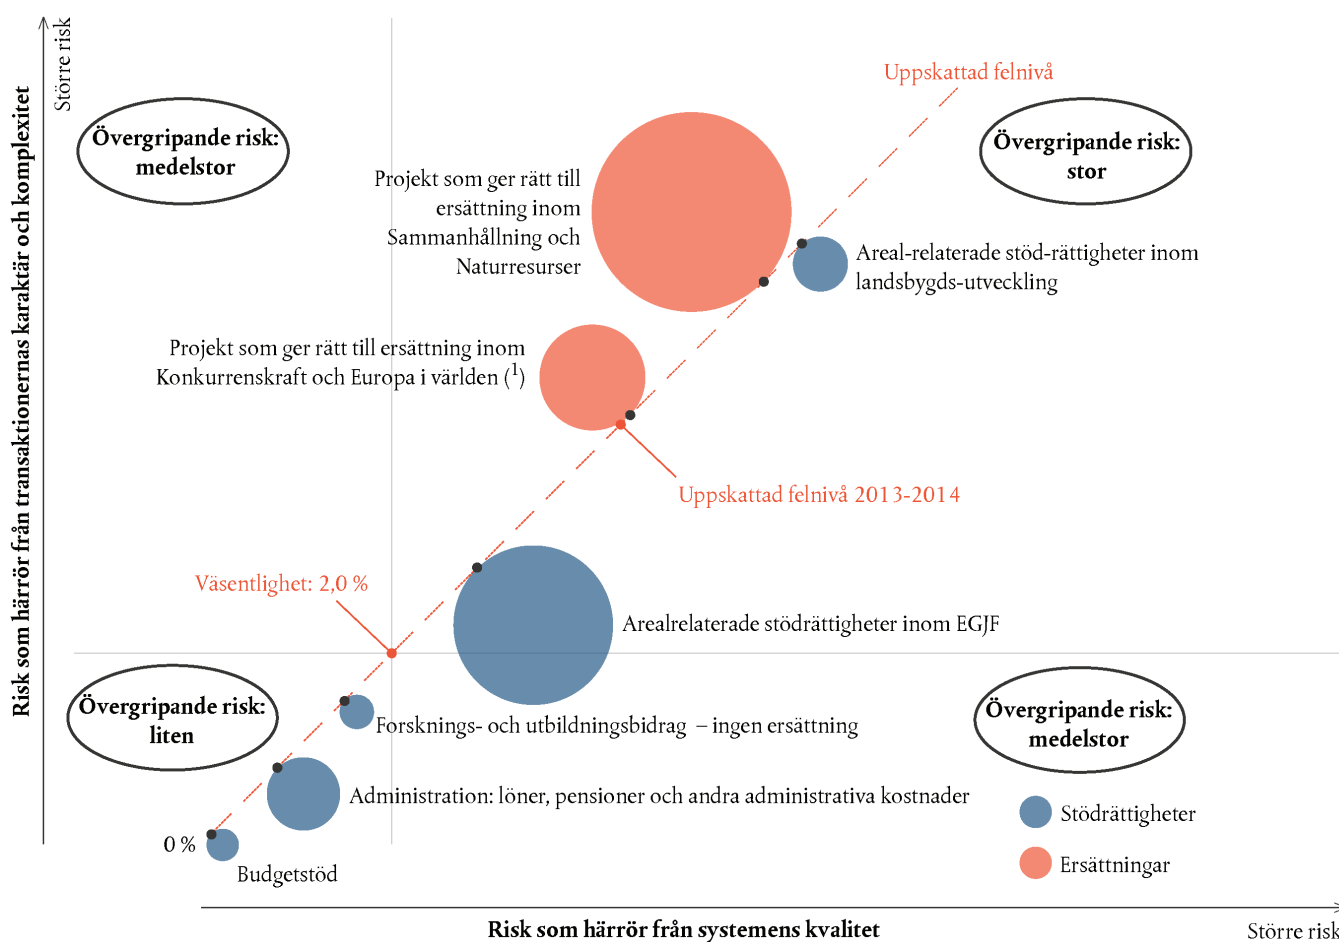 Större risk
Risk som härrör från transaktionernas karaktär och komplexitet
Uppskattad felnivå
Övergripande risk:
medelstor
Övergripande risk:
stor
Projekt som ger rätt till
ersättning inom
Sammanhållning och
Naturresurser
Areal-relaterade stöd-rättigheter inom
landsbygds-utveckling
Projekt som ger rätt till ersättning inom
Konkurrenskraft och Europa i världen (1)
Uppskattad felnivå 2013-2014
Väsentlighet: 2,0 %
Arealrelaterade stödrättigheter inom EGJF
Övergripande risk:
liten
Övergripande risk:
medelstor
Forsknings- och utbildningsbidrag – ingen ersättning
Administration: löner, pensioner och andra administrativa kostnader
Stödrättigheter
0 %
Budgetstöd
Ersättningar
Risk som härrör från systemens kvalitet
Större risk